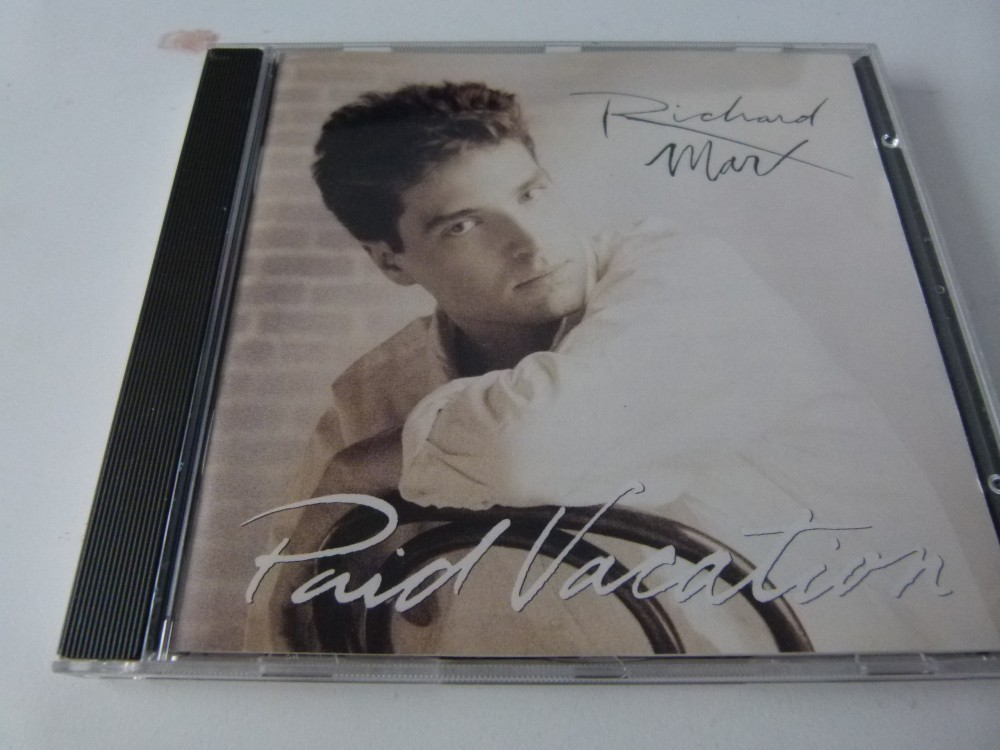 Richard
Marx
Paid Vacation